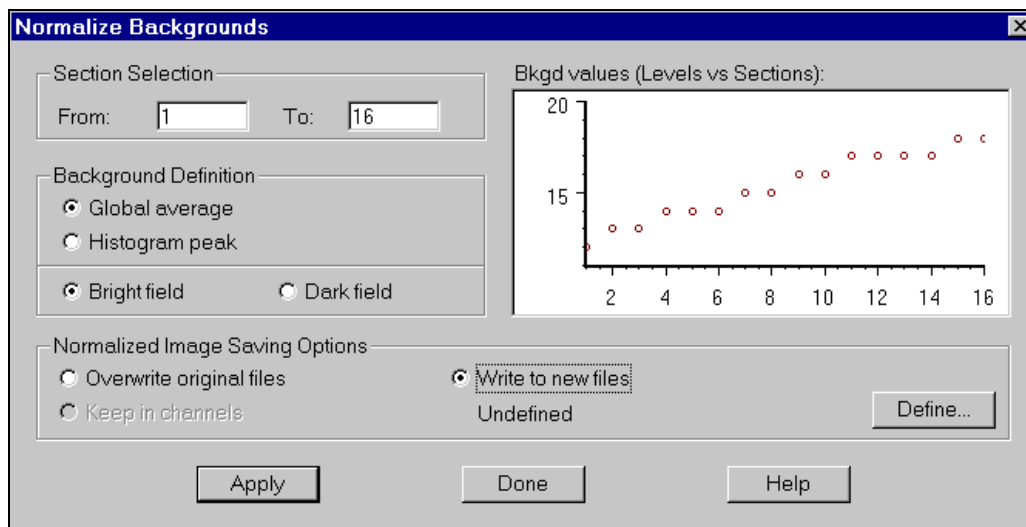 Normalize Backgrounds
Section Selection
From: 1 To: 16
Background Definition
Global average
Histogram peak
Bright field Dark field
Bkgd values (Levels vs Sections):
20
15
2 4 6 8 10 12 14 16
Normalized Image Saving Options
Overwrite original files Write to new files
Keep in channels Undefined Define...
Apply Done Help